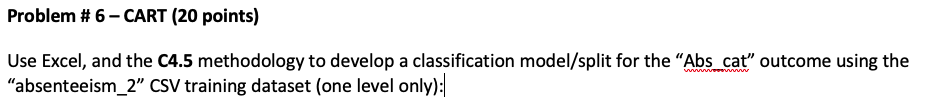 Problem # 6 – CART (20 points)
Use Excel, and the C4.5 methodology to develop a classification model/split for the “Abs_cat” outcome using the
“absenteeism_2” CSV training dataset (one level only):